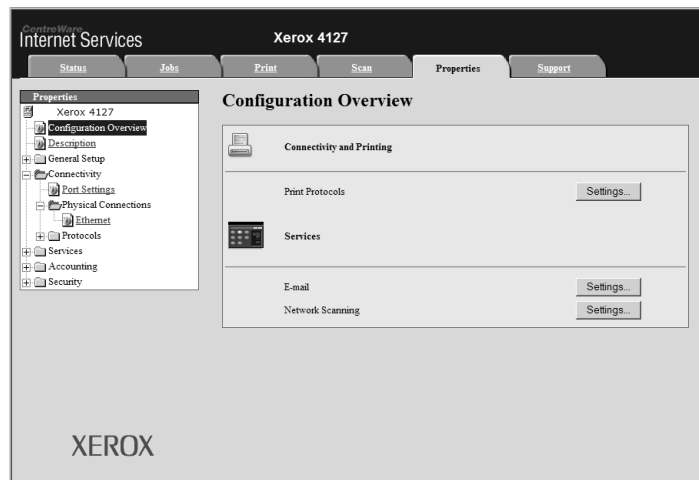 CentreWare
Internet Services
Xerox 4127
Status
Jobs
Print
Scan
Properties
Support
Properties
Xerox 4127
Configuration Overview
Description
General Setup
Connectivity
Port Settings
Physical Connections
Ethernet
Protocols
Services
Accounting
Security
Configuration Overview
Connectivity and Printing
Print Protocols
Settings...
Services
E-mail
Settings...
Network Scanning
Settings...
XEROX